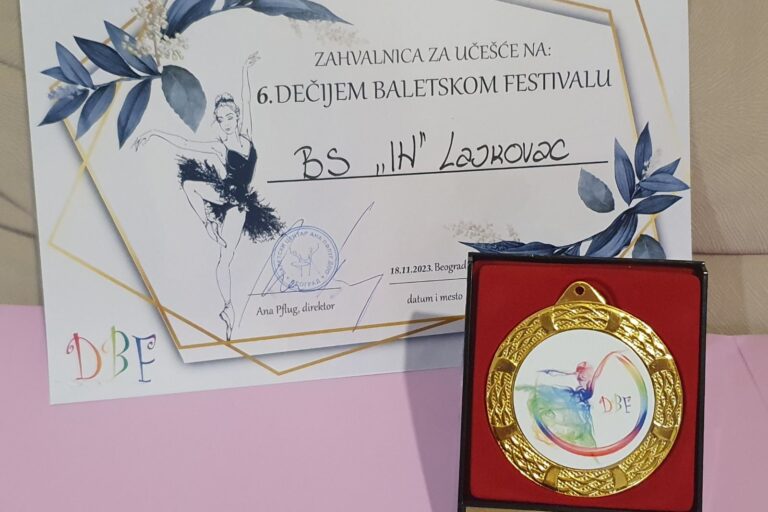 ZAHVALNICA ZA UČEŠĆE NA:
6. DEČIJEM BALETSKOM FESTIVALU
BS „IN" Lajkovac
18.11.2023. Beograd
Ana Pflug, direktor
datum i mesto
DBF
DBF